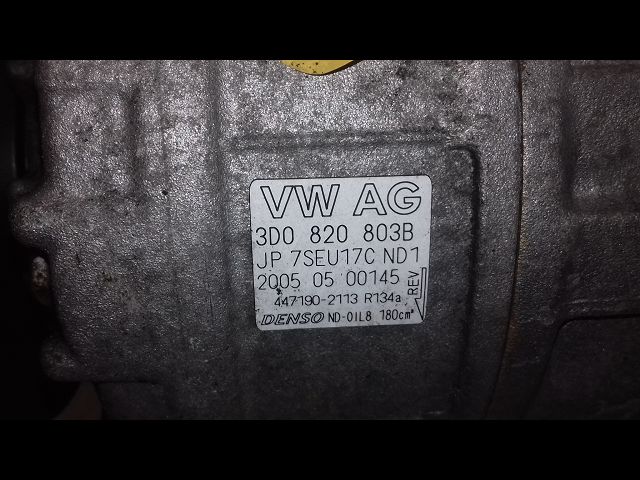 VW AG
3D0 820 803B
JP 7SEU17C ND1
2005 05 00145
REV
447190-2113 R134a
DENSO ND-OIL8 180cm³